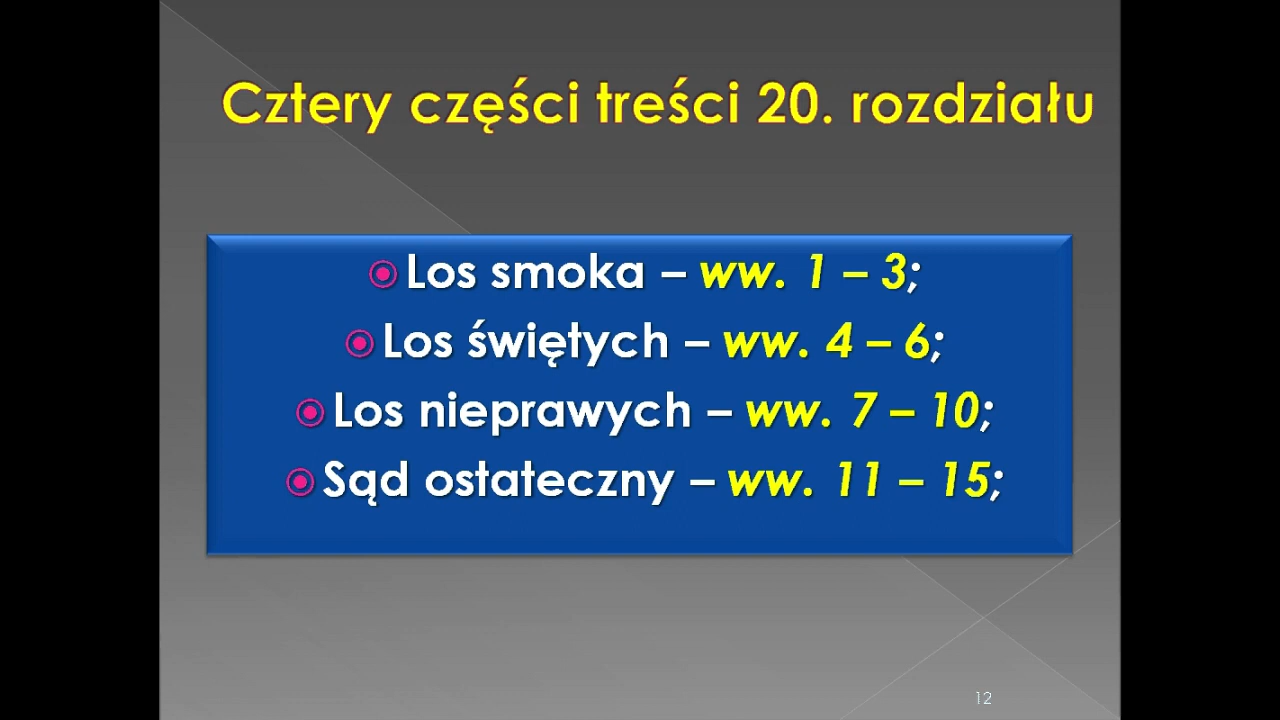 Cztery części treści 20. rozdziału
Los smoka – ww. 1 – 3;
Los świętych – ww. 4 – 6;
Los nieprawych – ww. 7 – 10;
Sąd ostateczny – ww. 11 – 15;
12